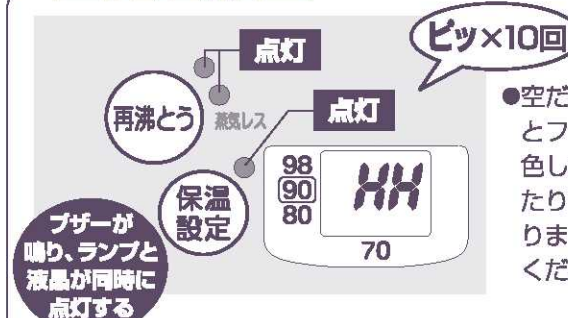 点灯
ピッ×10回
再沸とう
蒸気レス
点灯
保温
設定
98
90
80
HH
70
ブザーが
鳴り、ランプと
液晶が同時に
点灯する
●空だ
とフ
色し
たり
りま
くだ